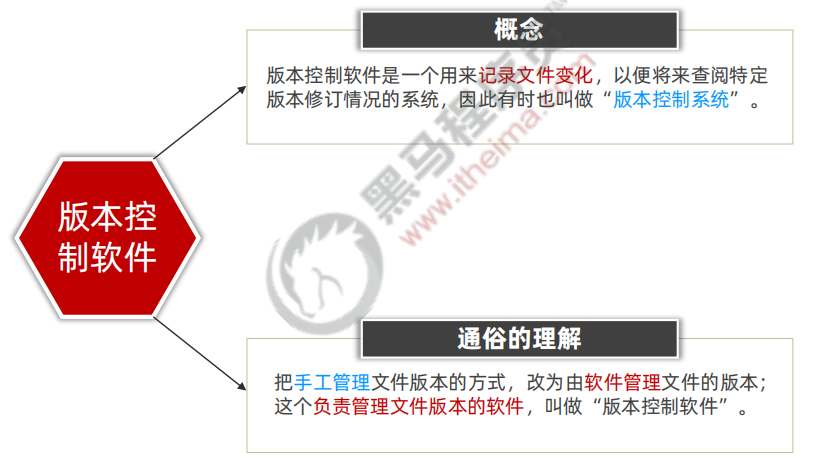 概念
版本控制软件是一个用来记录文件变化，以便将来查阅特定
版本修订情况的系统，因此有时也叫做“版本控制系统”。
版本控
制软件
黑马程序员
www.itheima.com
通俗的理解
把手工管理文件版本的方式，改为由软件管理文件的版本；
这个负责管理文件版本的软件，叫做“版本控制软件”。